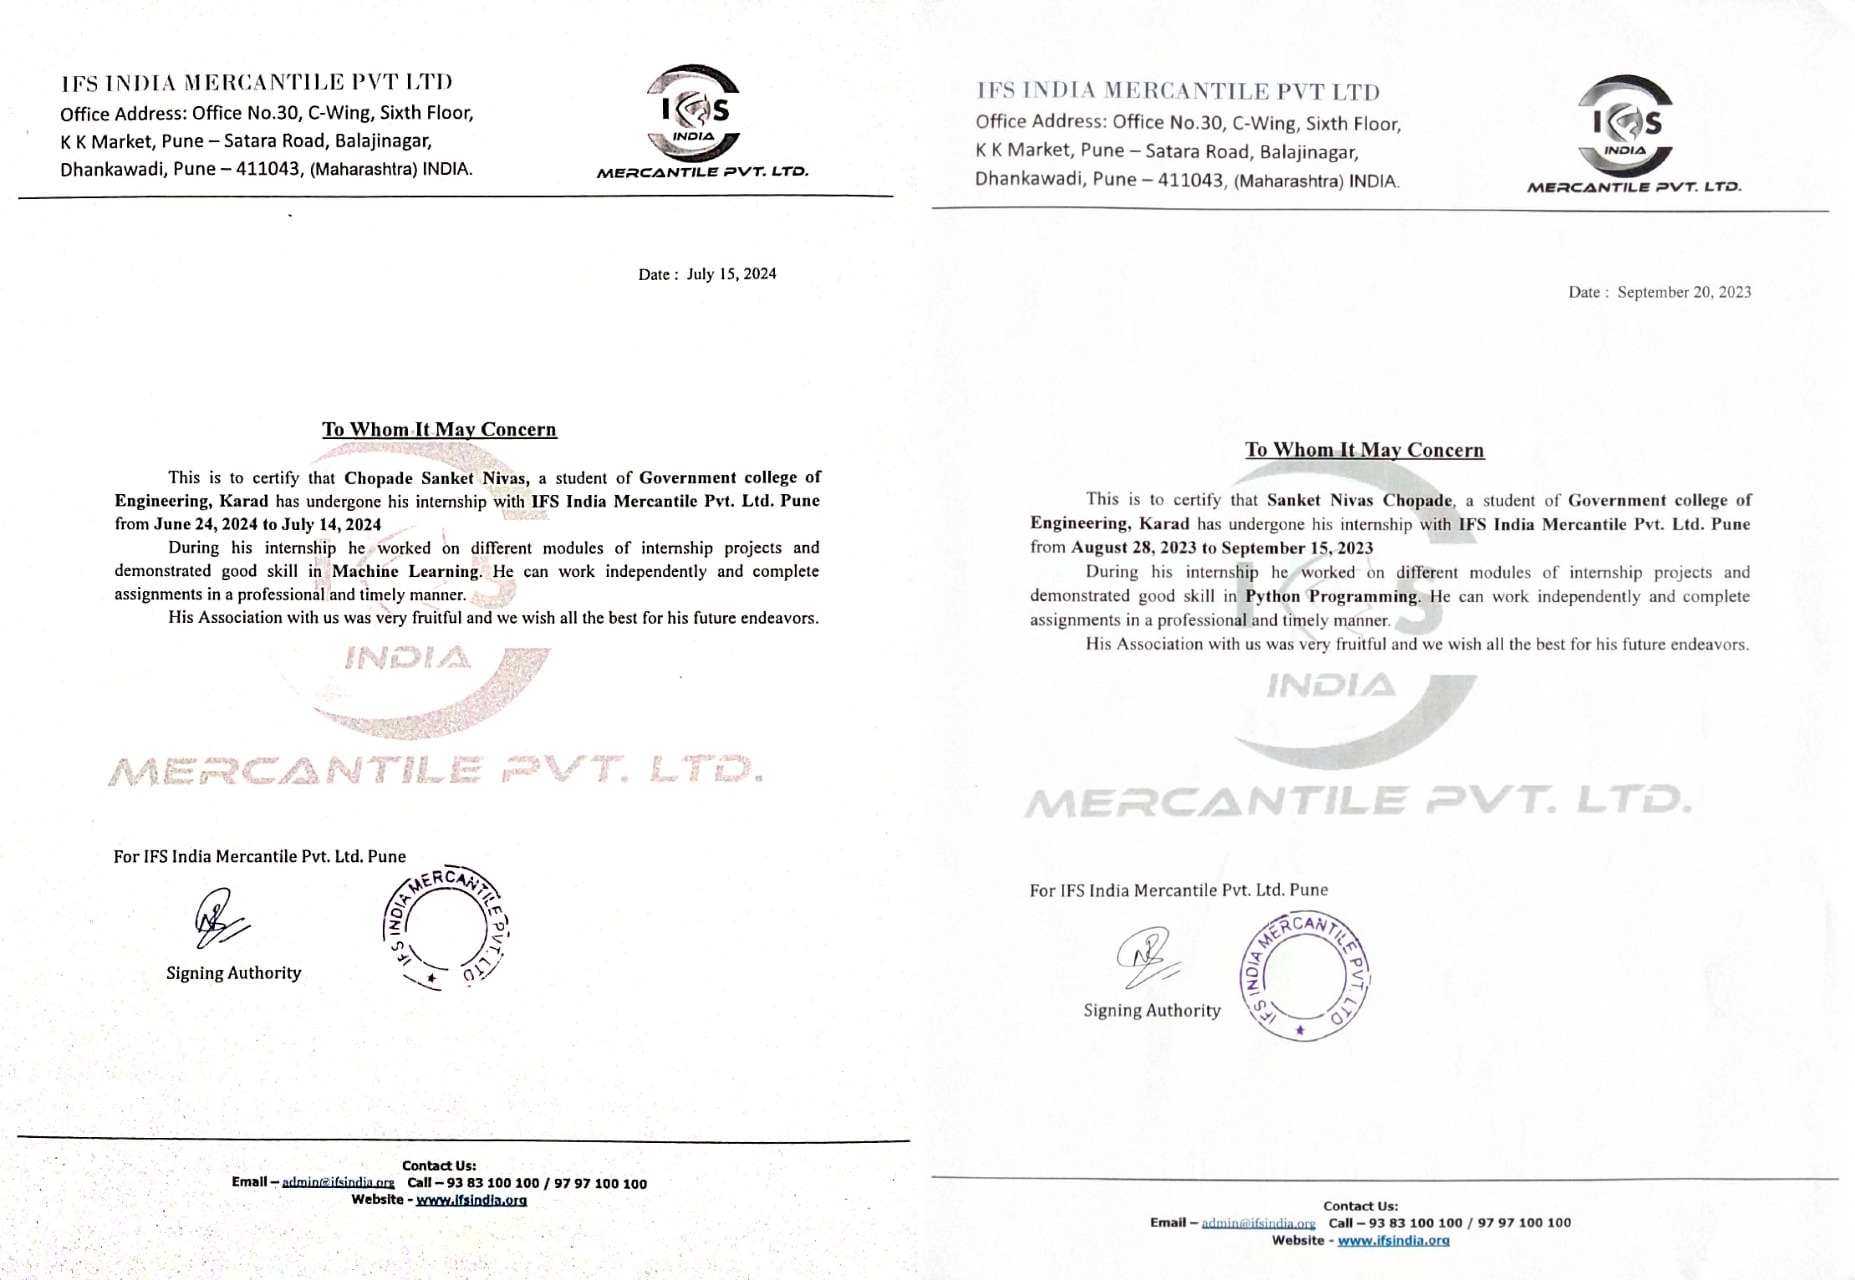 IFS INDIA MERCANTILE PVT LTD
Office Address: Office No.30, C-Wing, Sixth Floor,
K K Market, Pune – Satara Road, Balajinagar,
Dhankawadi, Pune – 411043, (Maharashtra) INDIA.
I S
INDIA
MERCANTILE PVT. LTD.
Date : July 15, 2024
To Whom It May Concern
This is to certify that Chopade Sanket Nivas, a student of Government college of
Engineering, Karad has undergone his internship with IFS India Mercantile Pvt. Ltd. Pune
from June 24, 2024 to July 14, 2024
During his internship he worked on different modules of internship projects and
demonstrated good skill in Machine Learning. He can work independently and complete
assignments in a professional and timely manner.
His Association with us was very fruitful and we wish all the best for his future endeavors.
I S
INDIA
MERCANTILE PVT. LTD.
For IFS India Mercantile Pvt. Ltd. Pune
IFS INDIA MERCANTILE PVT. LTD
Signing Authority
Contact Us:
Email – admin@ifsindia.org Call – 93 83 100 100 / 97 97 100 100
Website - www.ifsindia.org
IFS INDIA MERCANTILE PVT LTD
Office Address: Office No.30, C-Wing, Sixth Floor,
K K Market, Pune – Satara Road, Balajinagar,
Dhankawadi, Pune – 411043, (Maharashtra) INDIA.
I S
INDIA
MERCANTILE PVT. LTD.
Date : September 20, 2023
To Whom It May Concern
This is to certify that Sanket Nivas Chopade, a student of Government college of
Engineering, Karad has undergone his internship with IFS India Mercantile Pvt. Ltd. Pune
from August 28, 2023 to September 15, 2023
During his internship he worked on different modules of internship projects and
demonstrated good skill in Python Programming. He can work independently and complete
assignments in a professional and timely manner.
His Association with us was very fruitful and we wish all the best for his future endeavors.
I S
INDIA
MERCANTILE PVT. LTD.
For IFS India Mercantile Pvt. Ltd. Pune
IFS INDIA MERCANTILE PVT. LTD
Signing Authority
Contact Us:
Email – admin@ifsindia.org Call – 93 83 100 100 / 97 97 100 100
Website - www.ifsindia.org